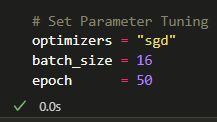 # Set Parameter Tuning
optimizers = "sgd"
batch_size = 16
epoch      = 50
✓ 0.0s